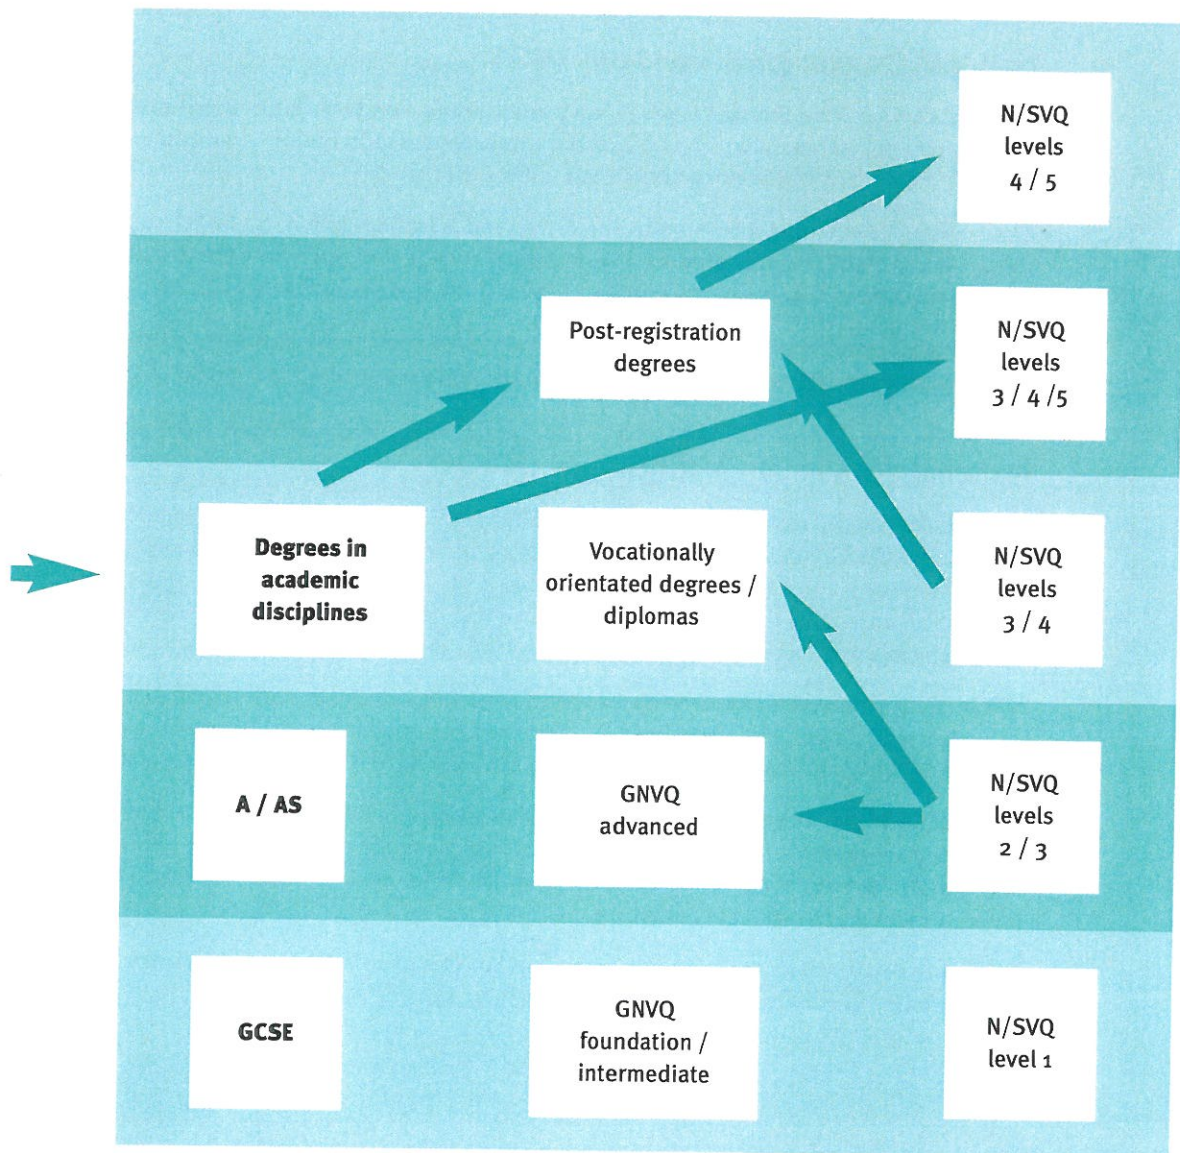 N/SVQ
levels
4 / 5
Post-registration
degrees
N/SVQ
levels
3 / 4 /5
Degrees in
academic
disciplines
Vocationally
orientated degrees /
diplomas
N/SVQ
levels
3 / 4
A / AS
GNVQ
advanced
N/SVQ
levels
2 / 3
GCSE
GNVQ
foundation /
intermediate
N/SVQ
level 1